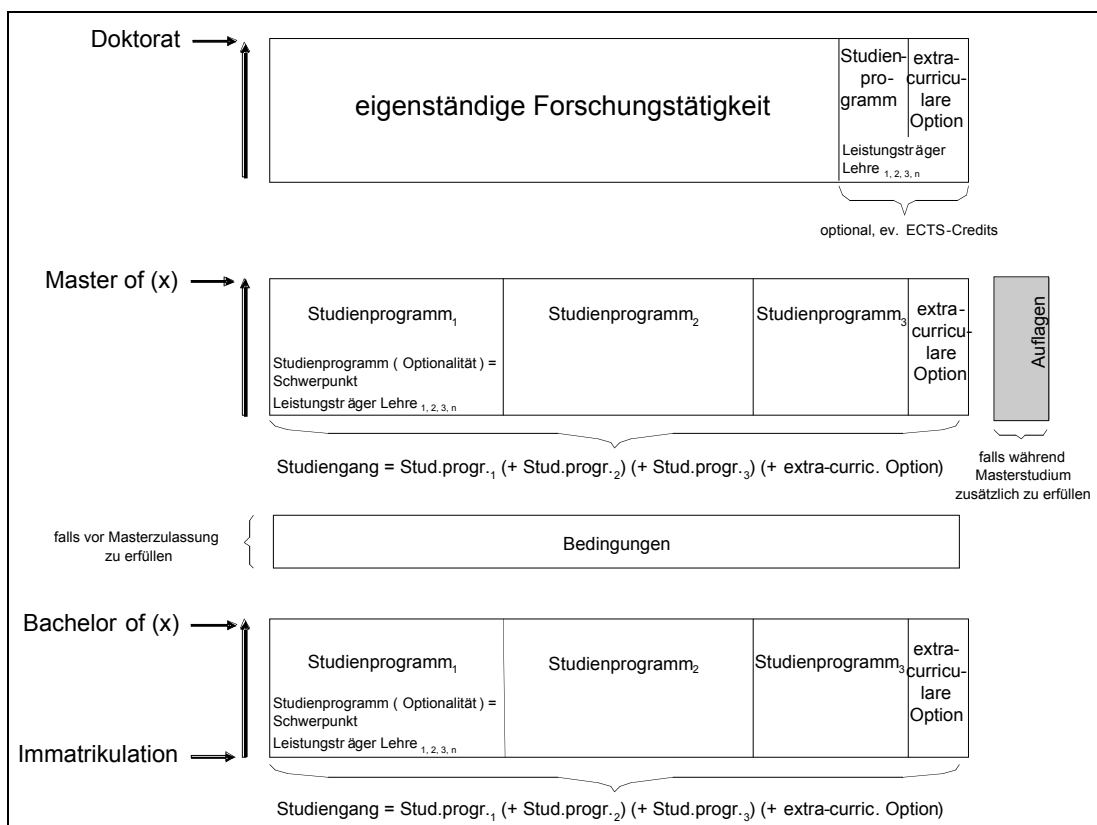 Doktorat
eigenständige Forschungstätigkeit
Studien-
pro-
gramm
extra-
curricu-
lare
Option
Leistungsträger
Lehre 1, 2, 3, n
optional, ev. ECTS-Credits
Master of (x)
Studienprogramm1
Studienprogramm ( Optionalität ) =
Schwerpunkt
Leistungsträger Lehre 1, 2, 3, n
Studienprogramm2
Studienprogramm3
extra-
curricu-
lare
Option
Auflagen
Studiengang = Stud.progr.1 (+ Stud.progr.2) (+ Stud.progr.3) (+ extra-curric. Option)
falls während
Masterstudium
zusätzlich zu erfüllen
falls vor Masterzulassung
zu erfüllen
Bedingungen
Bachelor of (x)
Studienprogramm1
Studienprogramm ( Optionalität ) =
Schwerpunkt
Leistungsträger Lehre 1, 2, 3, n
Studienprogramm2
Studienprogramm3
extra-
curricu-
lare
Option
Immatrikulation
Studiengang = Stud.progr.1 (+ Stud.progr.2) (+ Stud.progr.3) (+ extra-curric. Option)